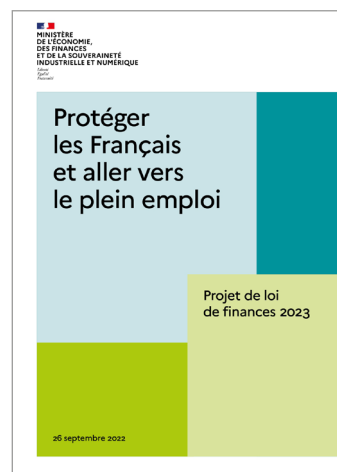 MINISTÈRE
DE L'ÉCONOMIE,
DES FINANCES
ET DE LA SOUVERAINETÉ
INDUSTRIELLE ET NUMÉRIQUE
Liberté
Égalité
Fraternité
Protéger
les Français
et aller vers
le plein emploi
Projet de loi
de finances 2023
26 septembre 2022